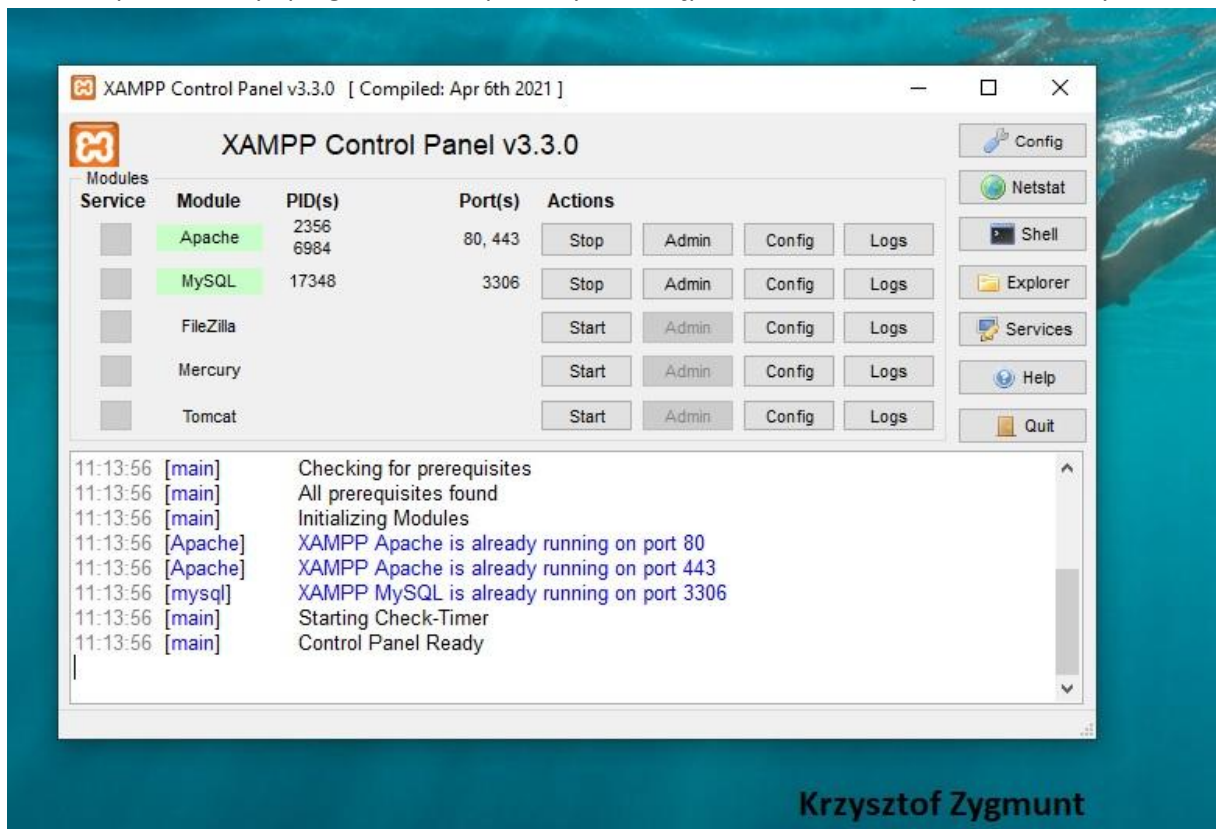 XAMPP Control Panel v3.3.0 [ Compiled: Apr 6th 2021 ]
XAMPP Control Panel v3.3.0
Config
Modules
Service Module PID(s) Port(s) Actions
Netstat
Apache 2356 6984 80, 443 Stop Admin Config Logs
Shell
MySQL 17348 3306 Stop Admin Config Logs
Explorer
FileZilla Start Admin Config Logs
Services
Mercury Start Admin Config Logs
Help
Tomcat Start Admin Config Logs
Quit
11:13:56 [main] Checking for prerequisites
11:13:56 [main] All prerequisites found
11:13:56 [main] Initializing Modules
11:13:56 [Apache] XAMPP Apache is already running on port 80
11:13:56 [Apache] XAMPP Apache is already running on port 443
11:13:56 [mysql] XAMPP MySQL is already running on port 3306
11:13:56 [main] Starting Check-Timer
11:13:56 [main] Control Panel Ready
Krzysztof Zygmunt